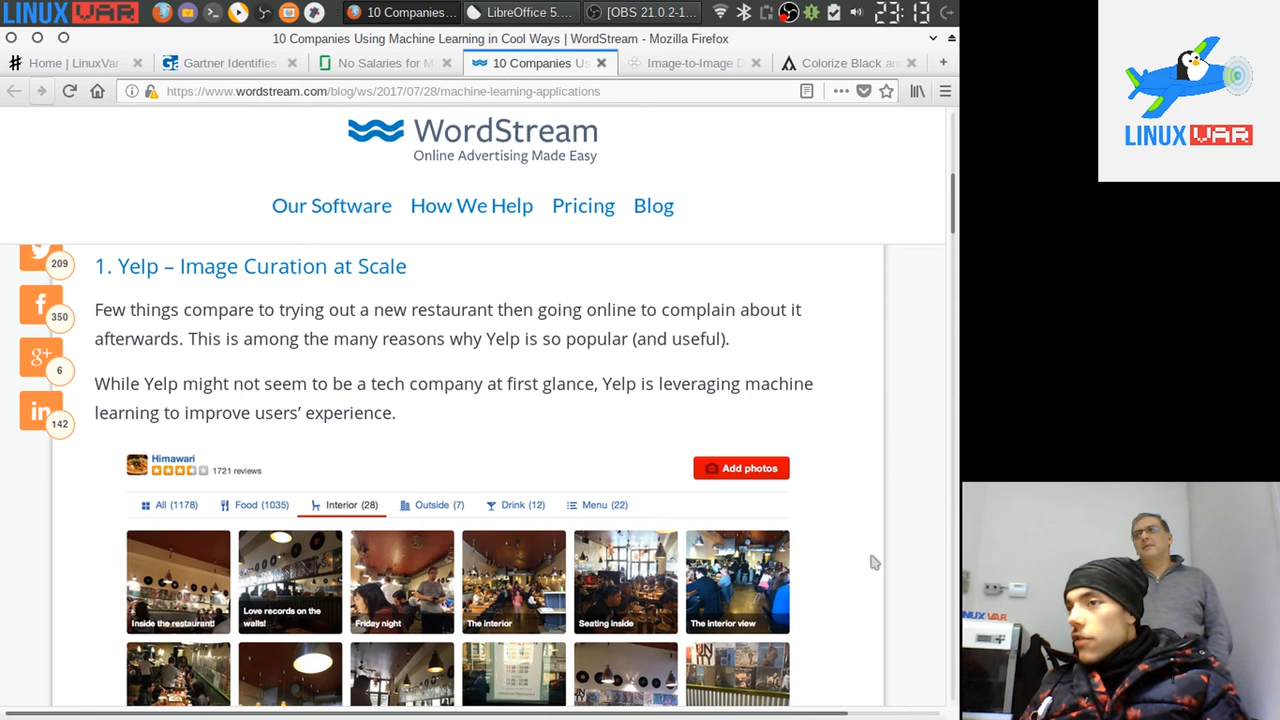 LINUX VAR
10 Companies...
LibreOffice 5....
[OBS 21.0.2-1...
23:13
10 Companies Using Machine Learning in Cool Ways | WordStream - Mozilla Firefox
Home | LinuxVar
Gartner Identifies
No Salaries for M
10 Companies Us
Image-to-Image D
Colorize Black an
https://www.wordstream.com/blog/ws/2017/07/28/machine-learning-applications
WordStream
Online Advertising Made Easy
Our Software How We Help Pricing Blog
209
350
g+ 6
in 142
1. Yelp – Image Curation at Scale
Few things compare to trying out a new restaurant then going online to complain about it
afterwards. This is among the many reasons why Yelp is so popular (and useful).
While Yelp might not seem to be a tech company at first glance, Yelp is leveraging machine
learning to improve users’ experience.
Himawari
1721 reviews
Add photos
All (1178) Food (1035) Interior (28) Outside (7) Drink (12) Menu (22)
Inside the restaurant!
Love records on the
walls!
Friday night
The interior
Seating inside
The interior view
LINUX VAR
LINUX VAR